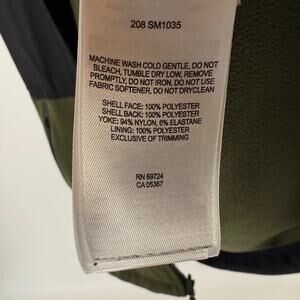 208 SM1035
MACHINE WASH COLD GENTLE, DO NOT
BLEACH, TUMBLE DRY LOW, REMOVE
PROMPTLY, DO NOT IRON, DO NOT USE
FABRIC SOFTENER, DO NOT DRYCLEAN
SHELL FACE: 100% POLYESTER
SHELL BACK: 100% POLYESTER
YOKE: 94% NYLON, 6% ELASTANE
LINING: 100% POLYESTER
EXCLUSIVE OF TRIMMING
RN 69724
CA 05367